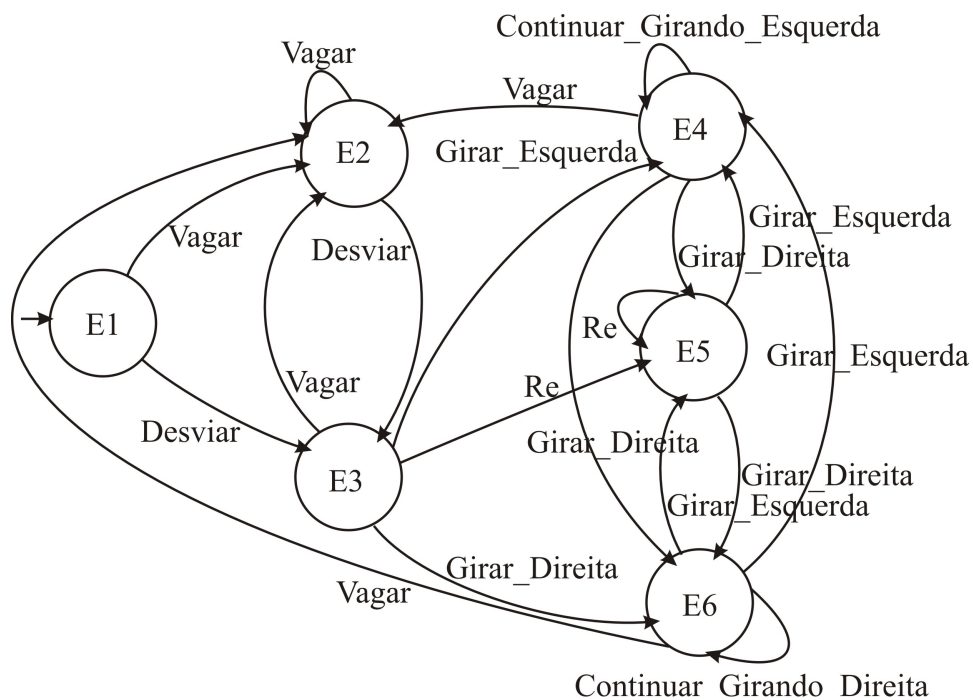 Continuar_Girando_Esquerda
Vagar
Vagar
E4
E2
Girar_Esquerda
Vagar
Girar_Esquerda
Desviar
Girar_Direita
E1
Re
E5
Girar_Esquerda
Vagar
Re
Desviar
Girar_Direita
E3
Girar_Direita
Girar_Esquerda
Girar_Direita
Vagar
E6
Continuar_Girando_Direita